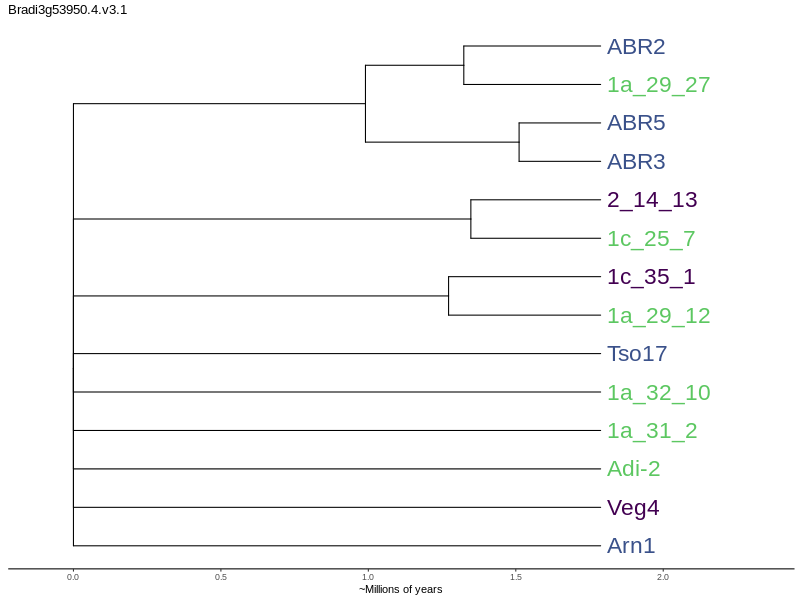 Bradi3g53950.4.v3.1
ABR2
1a_29_27
ABR5
ABR3
2_14_13
1c_25_7
1c_35_1
1a_29_12
Tso17
1a_32_10
1a_31_2
Adi-2
Veg4
Arn1
0.0 0.5 1.0 1.5 2.0
~Millions of years